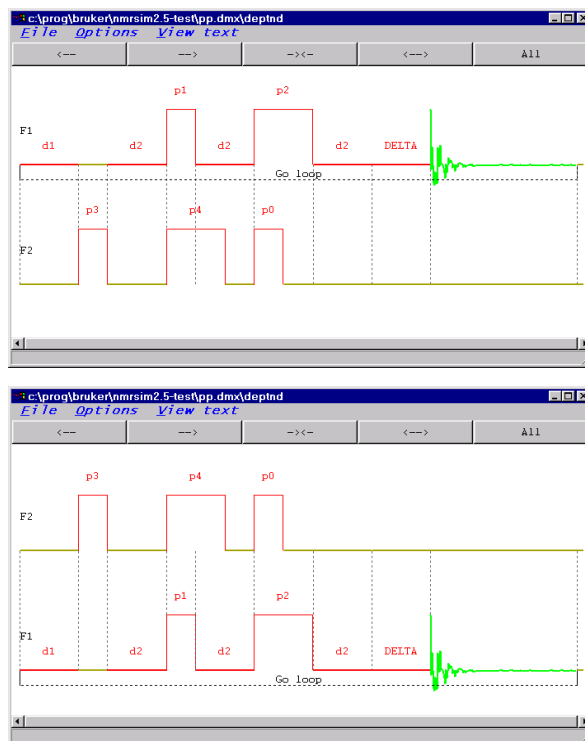 c:\prog\bruker\nmrsim2.5-test\pp.dmx\deptnd
File Options View text
<-- --> -><- <--> All
p1 p2
F1
d1 d2 d2 d2 DELTA
Go loop
p3 p4 p0
F2
c:\prog\bruker\nmrsim2.5-test\pp.dmx\deptnd
File Options View text
<-- --> -><- <--> All
p3 p4 p0
F2
p1 p2
F1
d1 d2 d2 d2 DELTA
Go loop